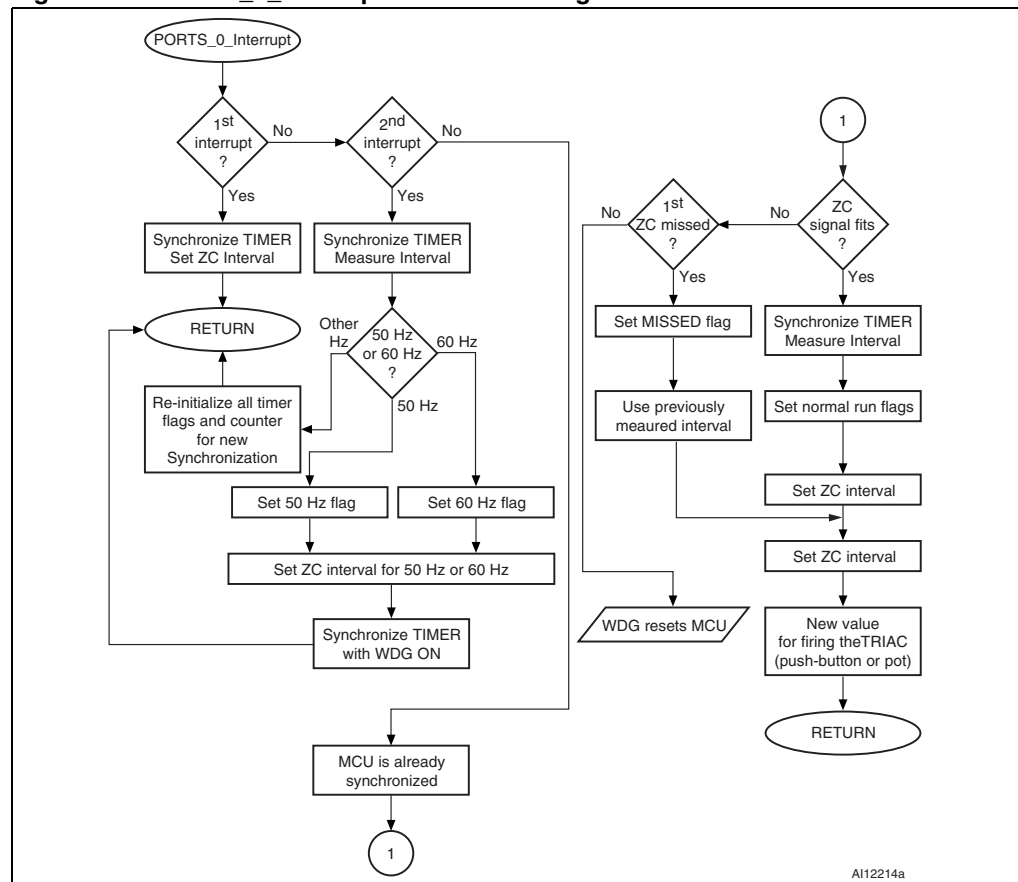 PORTS_0_Interrupt
1st
interrupt
?
No
Yes
2nd
interrupt
?
No
Yes
Synchronize TIMER
Set ZC Interval
Synchronize TIMER
Measure Interval
RETURN
Other
Hz
50 Hz
or 60 Hz
?
60 Hz
50 Hz
Re-initialize all timer
flags and counter
for new
Synchronization
Set 50 Hz flag
Set 60 Hz flag
Set ZC interval for 50 Hz or 60 Hz
Synchronize TIMER
with WDG ON
MCU is already
synchronized
1
1
ZC
signal fits
?
No
Yes
1st
ZC missed
?
No
Yes
Set MISSED flag
Synchronize TIMER
Measure Interval
Use previously
meaured interval
Set normal run flags
Set ZC interval
Set ZC interval
WDG resets MCU
New value
for firing theTRIAC
(push-button or pot)
RETURN
AI12214a